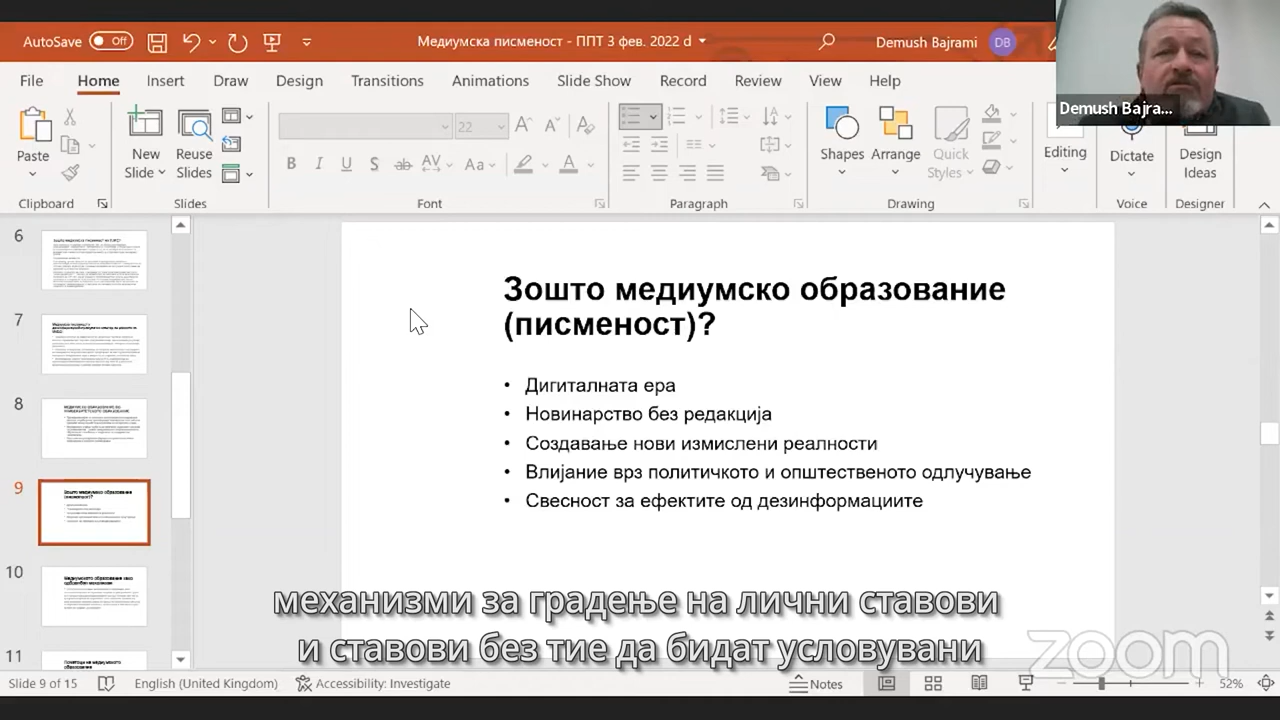 AutoSave Off
Медиумска писменост - ППТ 3 фев. 2022 d
Demush Bajrami DB
Demush Bajra...
File Home Insert Draw Design Transitions Animations Slide Show Record Review View Help
22
Paste
New Slide
Reuse Slides
Shapes
Arrange
Quick Styles
Editing
Dictate
Design Ideas
Clipboard Slides Font Paragraph Drawing Voice Designer
6
7
8
9
10
11
Зошто медиумско образование
(писменост)?
• Дигиталната ера
• Новинарство без редакција
• Создавање нови измислени реалности
• Влијание врз политичкото и општественото одлучување
• Свесност за ефектите од дезинформациите
механизми за градење на лични ставови
и ставови без тие да бидат условувани
zoom
Slide 9 of 15 English (United Kingdom) Accessibility: Investigate Notes 52%